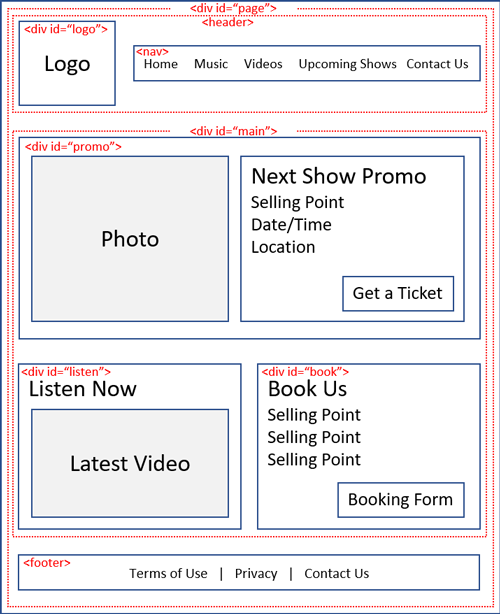 <div id="page">
<header>
<div id="logo">
Logo
<nav>
Home Music Videos Upcoming Shows Contact Us
<div id="main">
<div id="promo">
Photo
Next Show Promo
Selling Point
Date/Time
Location
Get a Ticket
<div id="listen">
Listen Now
Latest Video
<div id="book">
Book Us
Selling Point
Selling Point
Selling Point
Booking Form
<footer>
Terms of Use | Privacy | Contact Us